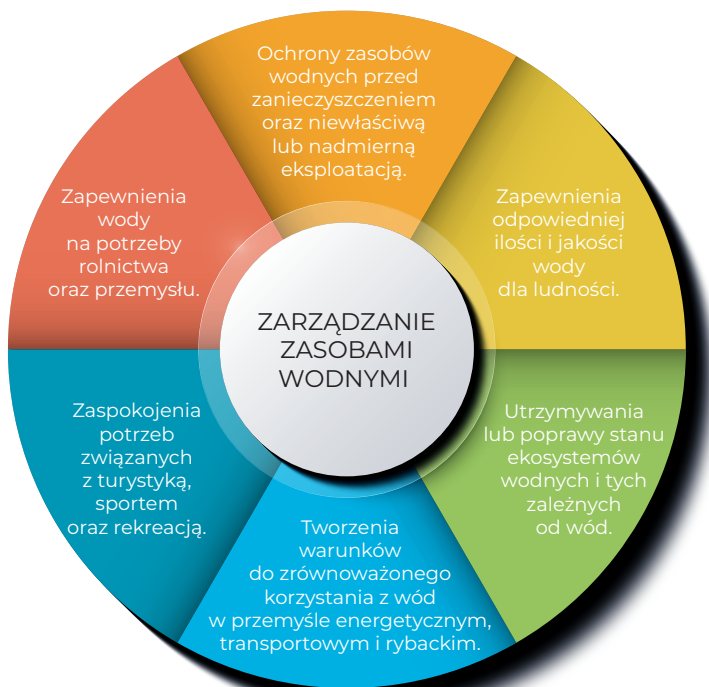 Ochrony zasobów
wodnych przed
zanieczyszczeniem
oraz niewłaściwą
lub nadmierną
eksploatacją.
Zapewnienia
odpowiedniej
ilości i jakości
wody
dla ludności.
Utrzymywania
lub poprawy stanu
ekosystemów
wodnych i tych
zależnych
od wód.
Tworzenia
warunków
do zrównoważonego
korzystania z wód
w przemyśle energetycznym,
transportowym i rybackim.
Zaspokojenia
potrzeb
związanych
z turystyką,
sportem
oraz rekreacją.
Zapewnienia
wody
na potrzeby
rolnictwa
oraz przemysłu.
ZARZĄDZANIE
ZASOBAMI
WODNYMI